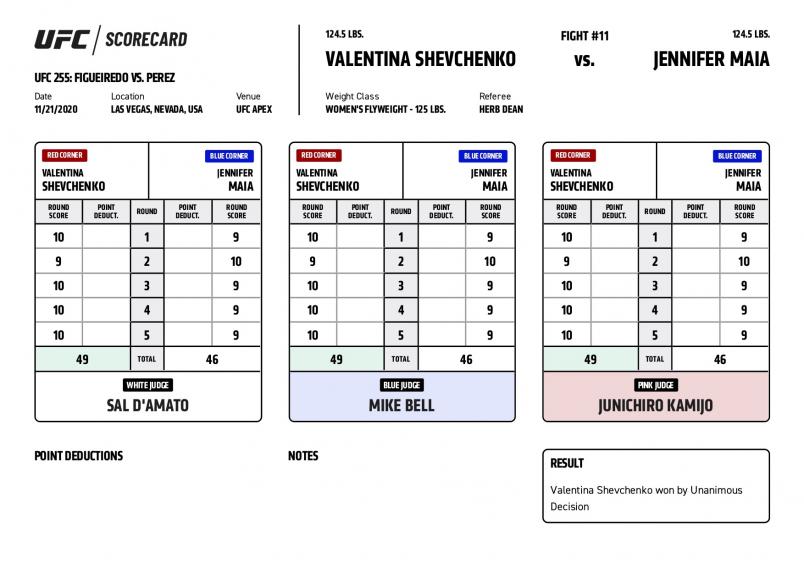 UFC SCORECARD
UFC 255: FIGUEIREDO VS. PEREZ
Date Location Venue
11/21/2020 LAS VEGAS, NEVADA, USA UFC APEX
124.5 LBS. FIGHT #11 124.5 LBS.
VALENTINA SHEVCHENKO VS. JENNIFER MAIA
Weight Class Referee
WOMEN'S FLYWEIGHT - 125 LBS. HERB DEAN
RED CORNER BLUE CORNER
VALENTINA JENNIFER
SHEVCHENKO MAIA
ROUND POINT ROUND POINT ROUND
SCORE DEDUCT. DEDUCT. SCORE
10 1 9
9 2 10
10 3 9
10 4 9
10 5 9
49 TOTAL 46
WHITE JUDGE
SAL D'AMATO
RED CORNER BLUE CORNER
VALENTINA JENNIFER
SHEVCHENKO MAIA
ROUND POINT ROUND POINT ROUND
SCORE DEDUCT. DEDUCT. SCORE
10 1 9
9 2 10
10 3 9
10 4 9
10 5 9
49 TOTAL 46
BLUE JUDGE
MIKE BELL
RED CORNER BLUE CORNER
VALENTINA JENNIFER
SHEVCHENKO MAIA
ROUND POINT ROUND POINT ROUND
SCORE DEDUCT. DEDUCT. SCORE
10 1 9
9 2 10
10 3 9
10 4 9
10 5 9
49 TOTAL 46
PINK JUDGE
JUNICHIRO KAMIJO
POINT DEDUCTIONS
NOTES
RESULT
Valentina Shevchenko won by Unanimous
Decision